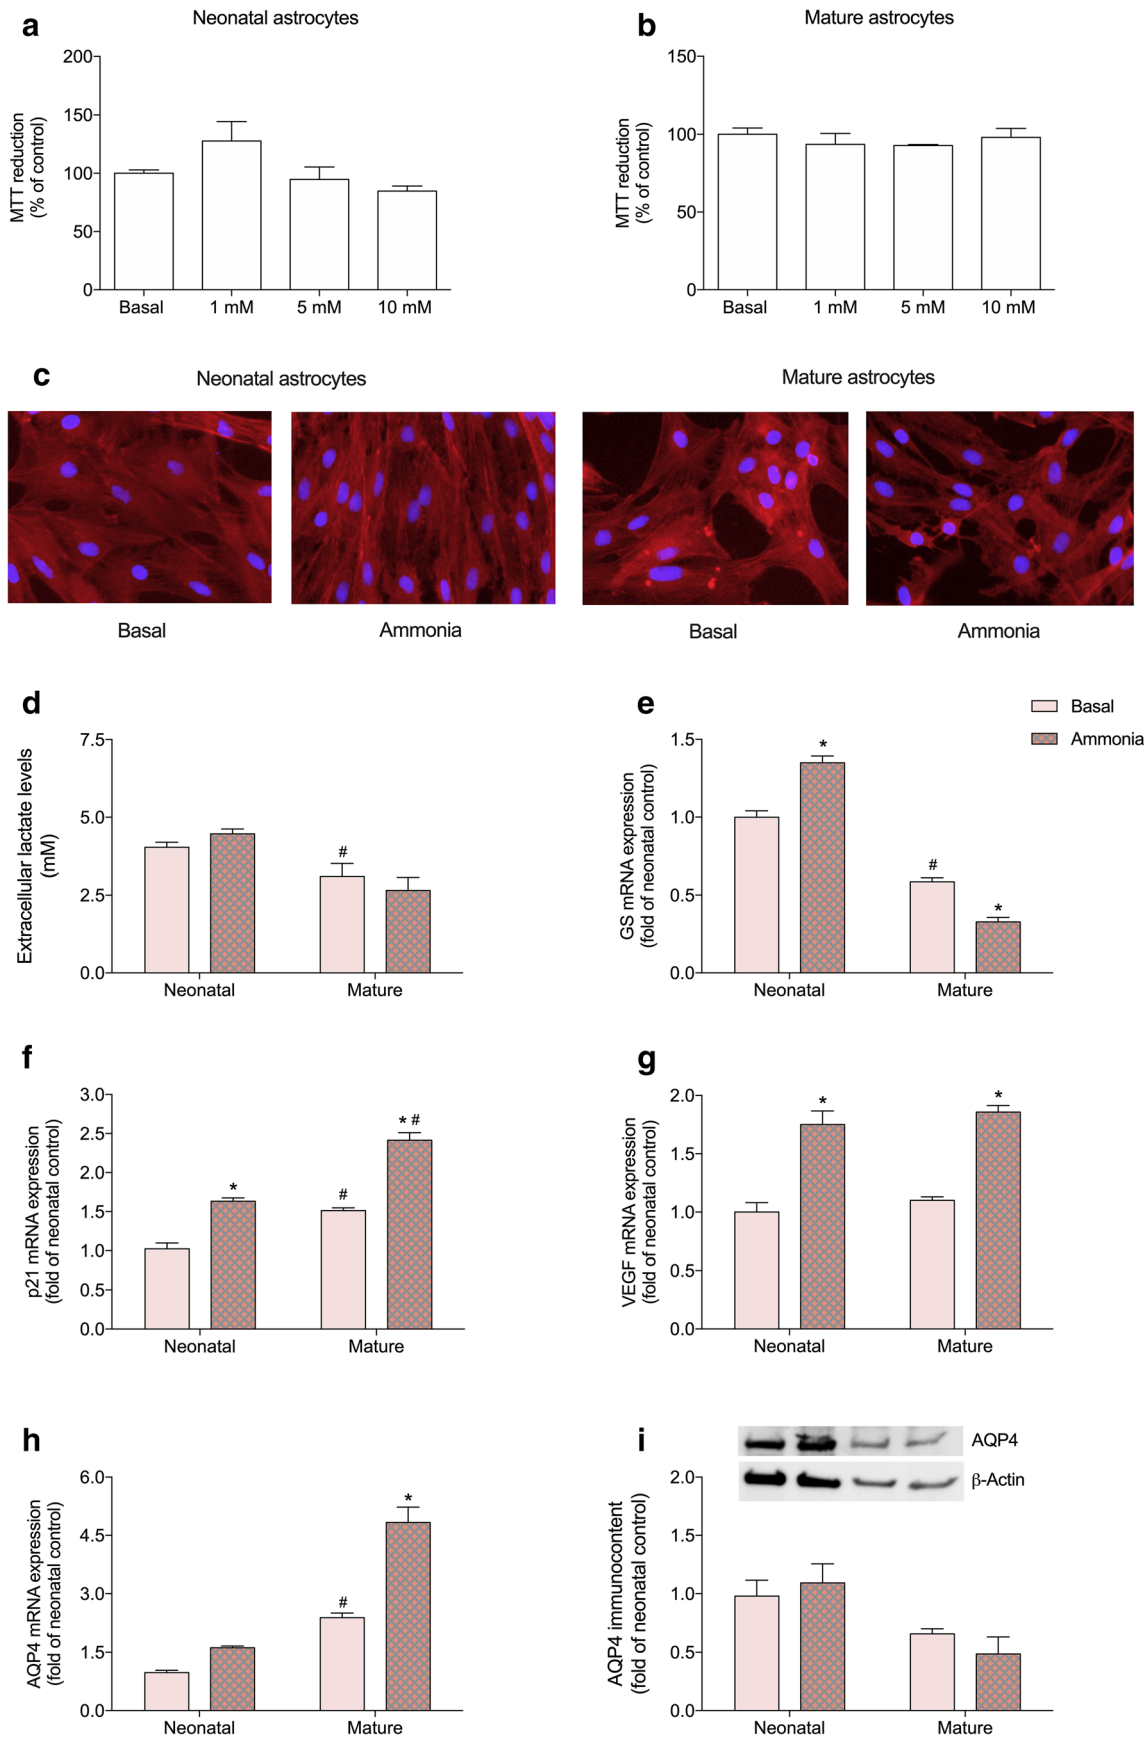 a
Neonatal astrocytes
MTT reduction
(% of control)
200
150
100
50
0
Basal
1 mM
5 mM
10 mM
b
Mature astrocytes
MTT reduction
(% of control)
150
100
50
0
Basal
1 mM
5 mM
10 mM
c
Neonatal astrocytes
Mature astrocytes
Basal
Ammonia
Basal
Ammonia
d
Extracellular lactate levels
(mM)
7.5
5.0
2.5
0.0
#
Neonatal
Mature
e
Basal
Ammonia
GS mRNA expression
(fold of neonatal control)
1.5
1.0
0.5
0.0
*
#
*
Neonatal
Mature
f
p21 mRNA expression
(fold of neonatal control)
3.0
2.5
2.0
1.5
1.0
0.5
0.0
*
#
* #
Neonatal
Mature
g
VEGF mRNA expression
(fold of neonatal control)
2.0
1.5
1.0
0.5
0.0
*
*
Neonatal
Mature
h
AQP4 mRNA expression
(fold of neonatal control)
6.0
4.5
3.0
1.5
0.0
#
*
Neonatal
Mature
i
AQP4
β-Actin
AQP4 immunocontent
(fold of neonatal control)
2.0
1.5
1.0
0.5
0.0
Neonatal
Mature